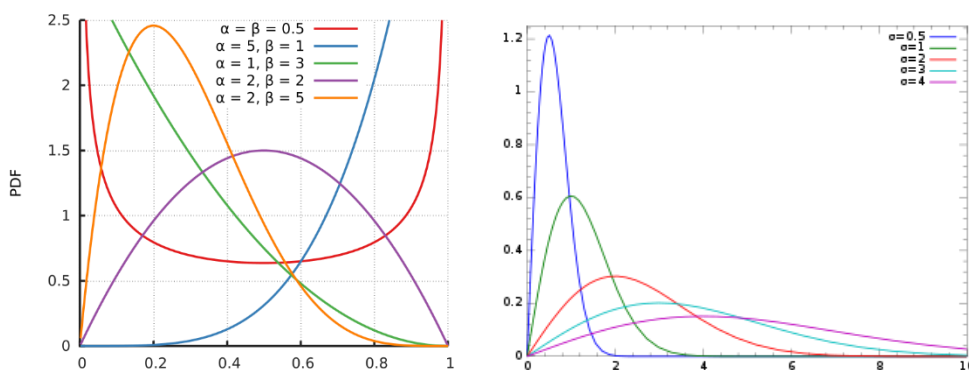 2.5
2
1.5
1
0.5
0
PDF
α = β = 0.5
α = 5, β = 1
α = 1, β = 3
α = 2, β = 2
α = 2, β = 5
0 0.2 0.4 0.6 0.8 1
1.2
1
0.8
0.6
0.4
0.2
0
σ=0.5
σ=1
σ=2
σ=3
σ=4
0 2 4 6 8 10